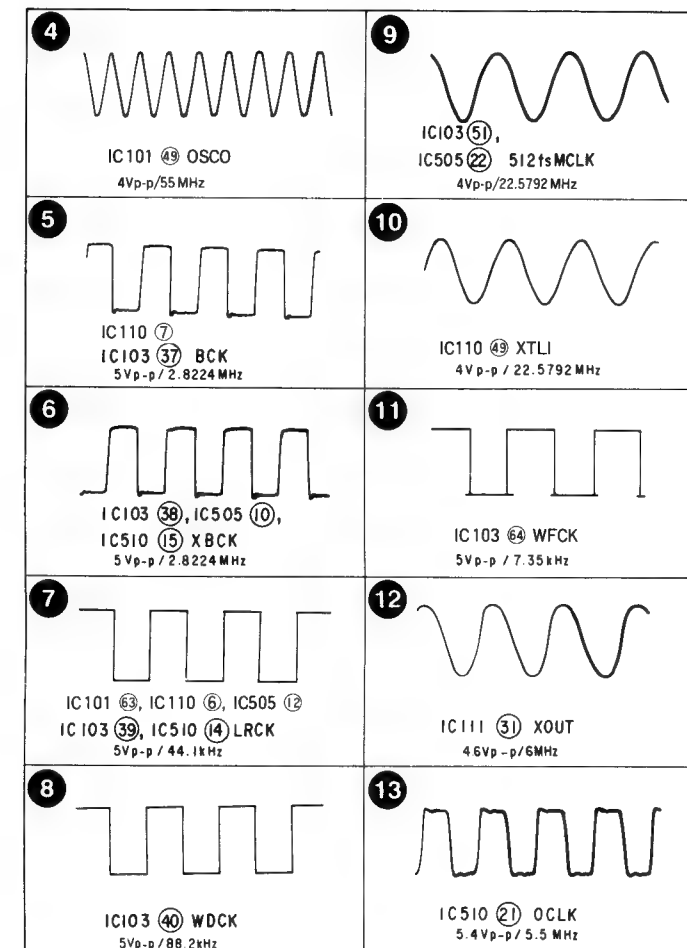 4
IC101 ㊾ OSCO
4Vp-p/55MHz
5
IC110 ⑦
IC103 ㊲ BCK
5Vp-p/2.8224MHz
6
IC103 ㊳, IC505 ⑩,
IC510 ⑮ XBCK
5Vp-p/2.8224MHz
7
IC101 63, IC110 ⑥, IC505 ⑫
IC103 ㊴, IC510 ⑭ LRCK
5Vp-p/44.1kHz
8
IC103 ㊵ WDCK
5Vp-p/88.2kHz
9
IC103 51,
IC505 ㉒ 512fsMCLK
4Vp-p/22.5792MHz
10
IC110 ㊾ XTLI
4Vp-p/22.5792MHz
11
IC103 64 WFCK
5Vp-p/7.35kHz
12
IC111 ㉛ XOUT
4.6Vp-p/6MHz
13
IC510 ㉑ OCLK
5.4Vp-p/5.5MHz